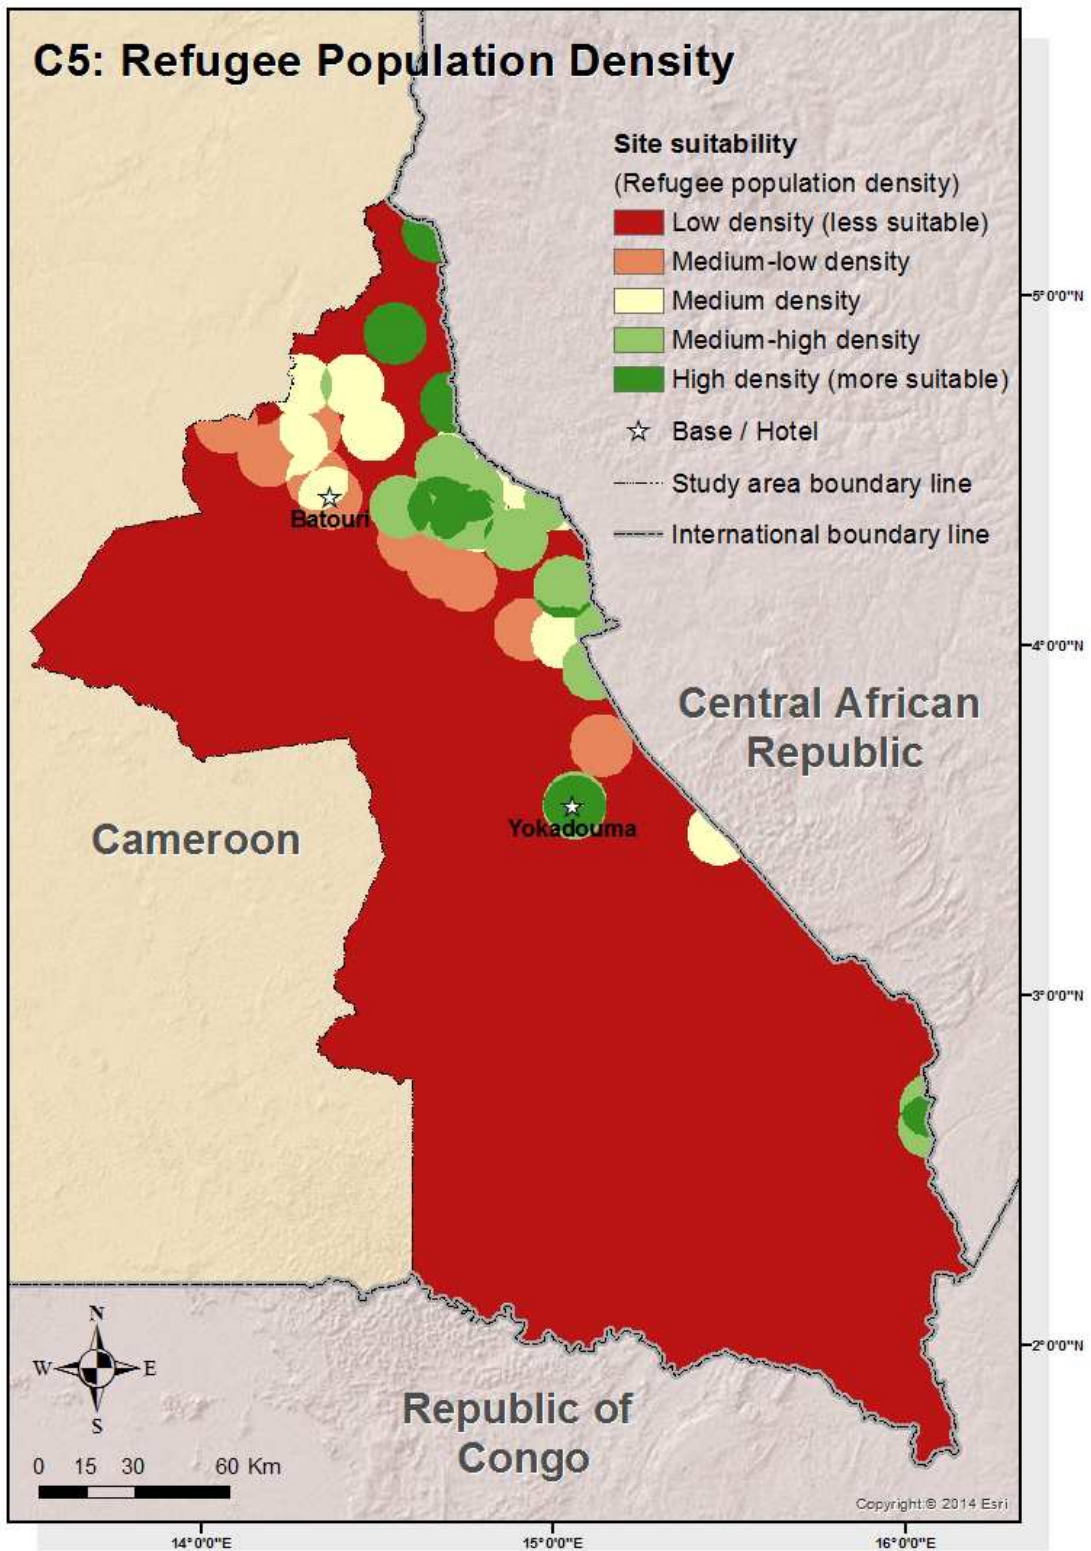 C5: Refugee Population Density
Site suitability
(Refugee population density)
Low density (less suitable)
Medium-low density
Medium density
Medium-high density
High density (more suitable)
Base / Hotel
Study area boundary line
International boundary line
5°0'0"N
Batouri
4°0'0"N
Central African
Republic
Yokadouma
Cameroon
3°0'0"N
2°0'0"N
N
W E
S
Republic of
Congo
0 15 30 60 Km
Copyright:© 2014 Esri
14°0'0"E 15°0'0"E 16°0'0"E